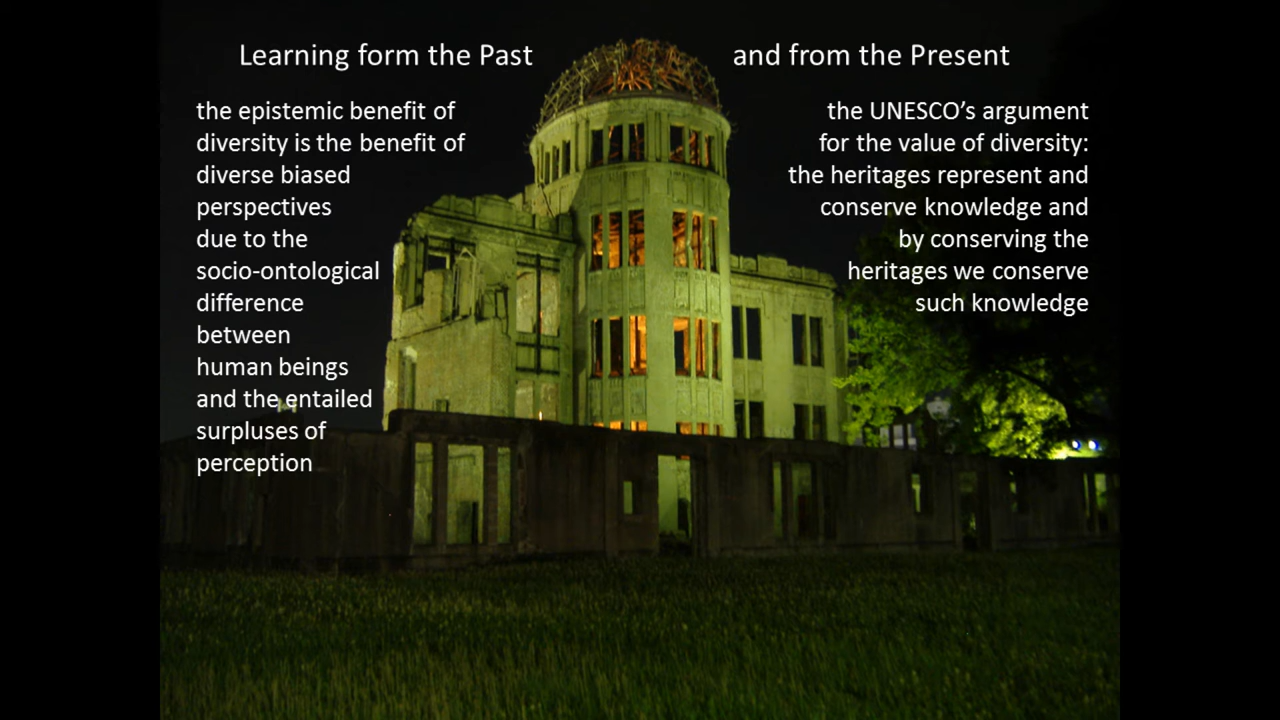 Learning form the Past
the epistemic benefit of
diversity is the benefit of
diverse biased
perspectives
due to the
socio-ontological
difference
between
human beings
and the entailed
surpluses of
perception
and from the Present
the UNESCO’s argument
for the value of diversity:
the heritages represent and
conserve knowledge and
by conserving the
heritages we conserve
such knowledge